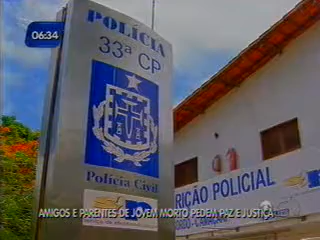 06:34
POLÍCIA
33ª CP
Polícia Civil
RIÇÃO POLICIAL
AMIGOS E PARENTES DE JOVEM MORTO PEDEM PAZ E JUSTIÇA